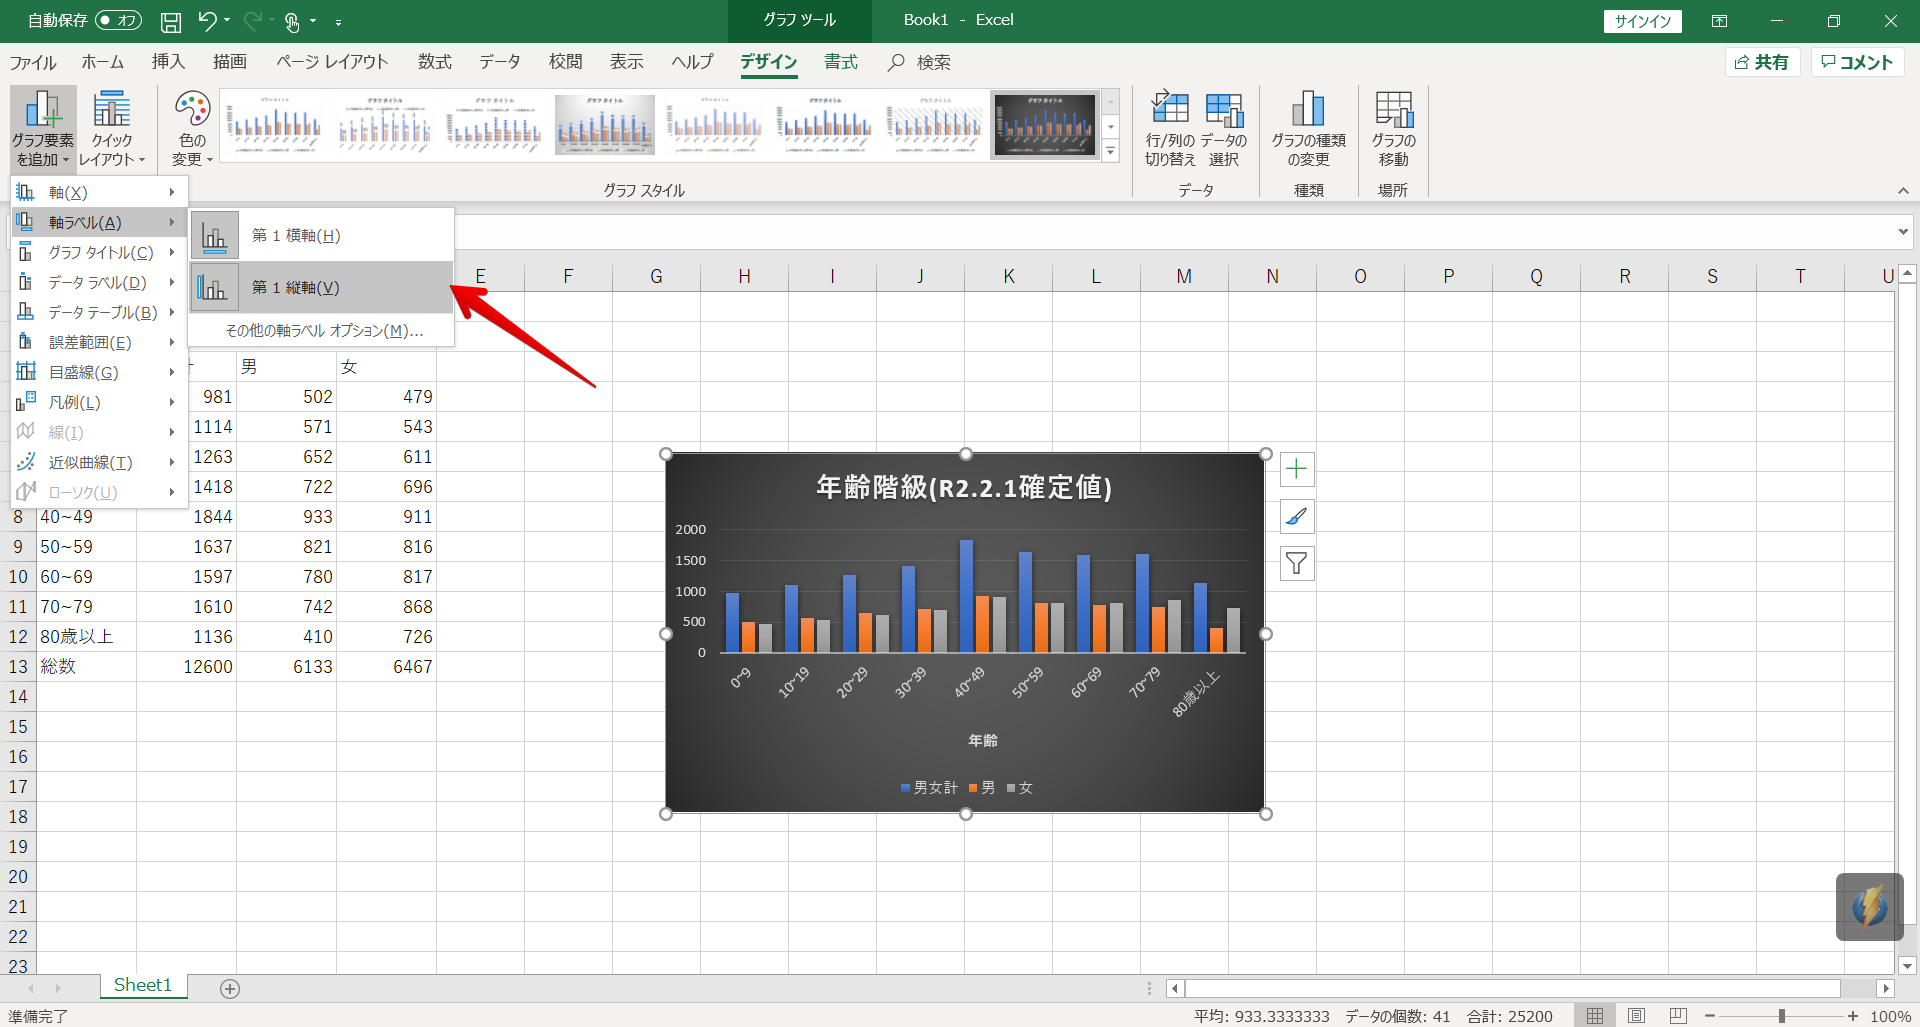 自動保存 オフ
グラフ ツール
Book1 - Excel
サインイン
ファイル ホーム 挿入 描画 ページ レイアウト 数式 データ 校閲 表示 ヘルプ デザイン 書式 検索
共有 コメント
グラフ要素
を追加
クイック
レイアウト
色の
変更
行/列の
切り替え
データの
選択
グラフの種類
の変更
グラフの
移動
グラフ スタイル
データ
種類
場所
軸(X)
軸ラベル(A)
グラフ タイトル(C)
データ ラベル(D)
データ テーブル(B)
誤差範囲(E)
目盛線(G)
凡例(L)
線(I)
近似曲線(T)
ローソク(U)
第 1 横軸(H)
第 1 縦軸(V)
その他の軸ラベル オプション(M)...
E F G H I J K L M N O P Q R S T U
男 女
981 502 479
1114 571 543
1263 652 611
1418 722 696
8 40~49 1844 933 911
9 50~59 1637 821 816
10 60~69 1597 780 817
11 70~79 1610 742 868
12 80歳以上 1136 410 726
13 総数 12600 6133 6467
14
15
16
17
18
19
20
21
22
23
年齢階級(R2.2.1確定値)
2000
1500
1000
500
0
0~9 10~19 20~29 30~39 40~49 50~59 60~69 70~79 80歳以上
年齢
男女計 男 女
Sheet1
準備完了
平均: 933.3333333 データの個数: 41 合計: 25200
100%